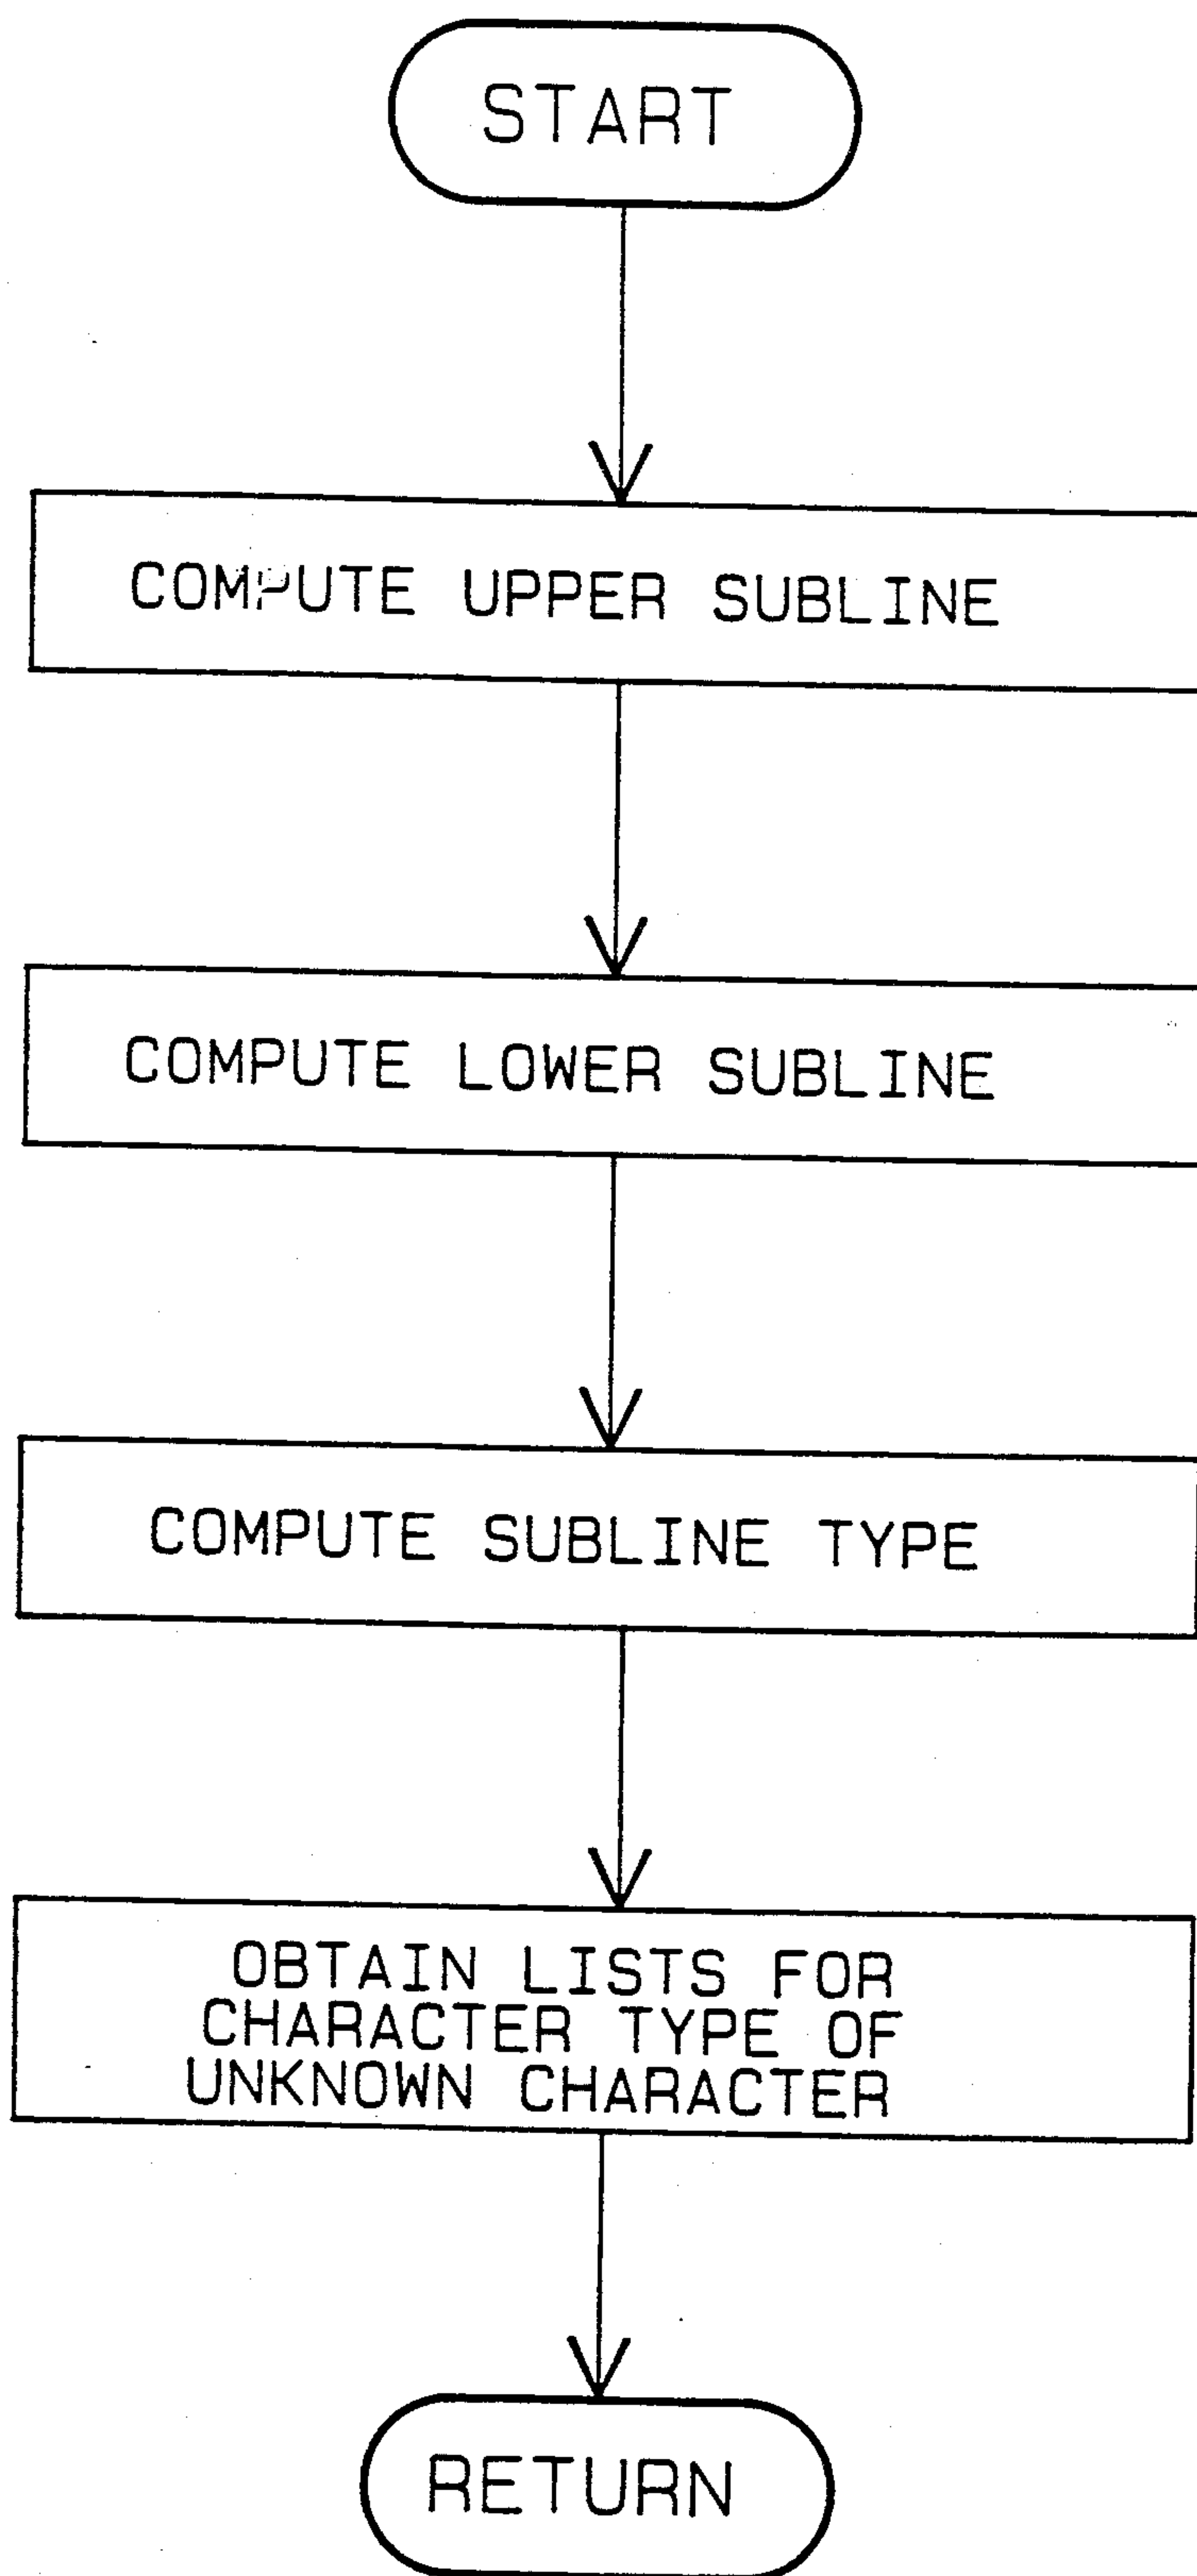 START
COMPUTE UPPER SUBLINE
COMPUTE LOWER SUBLINE
COMPUTE SUBLINE TYPE
OBTAIN LISTS FOR
CHARACTER TYPE OF
UNKNOWN CHARACTER
RETURN